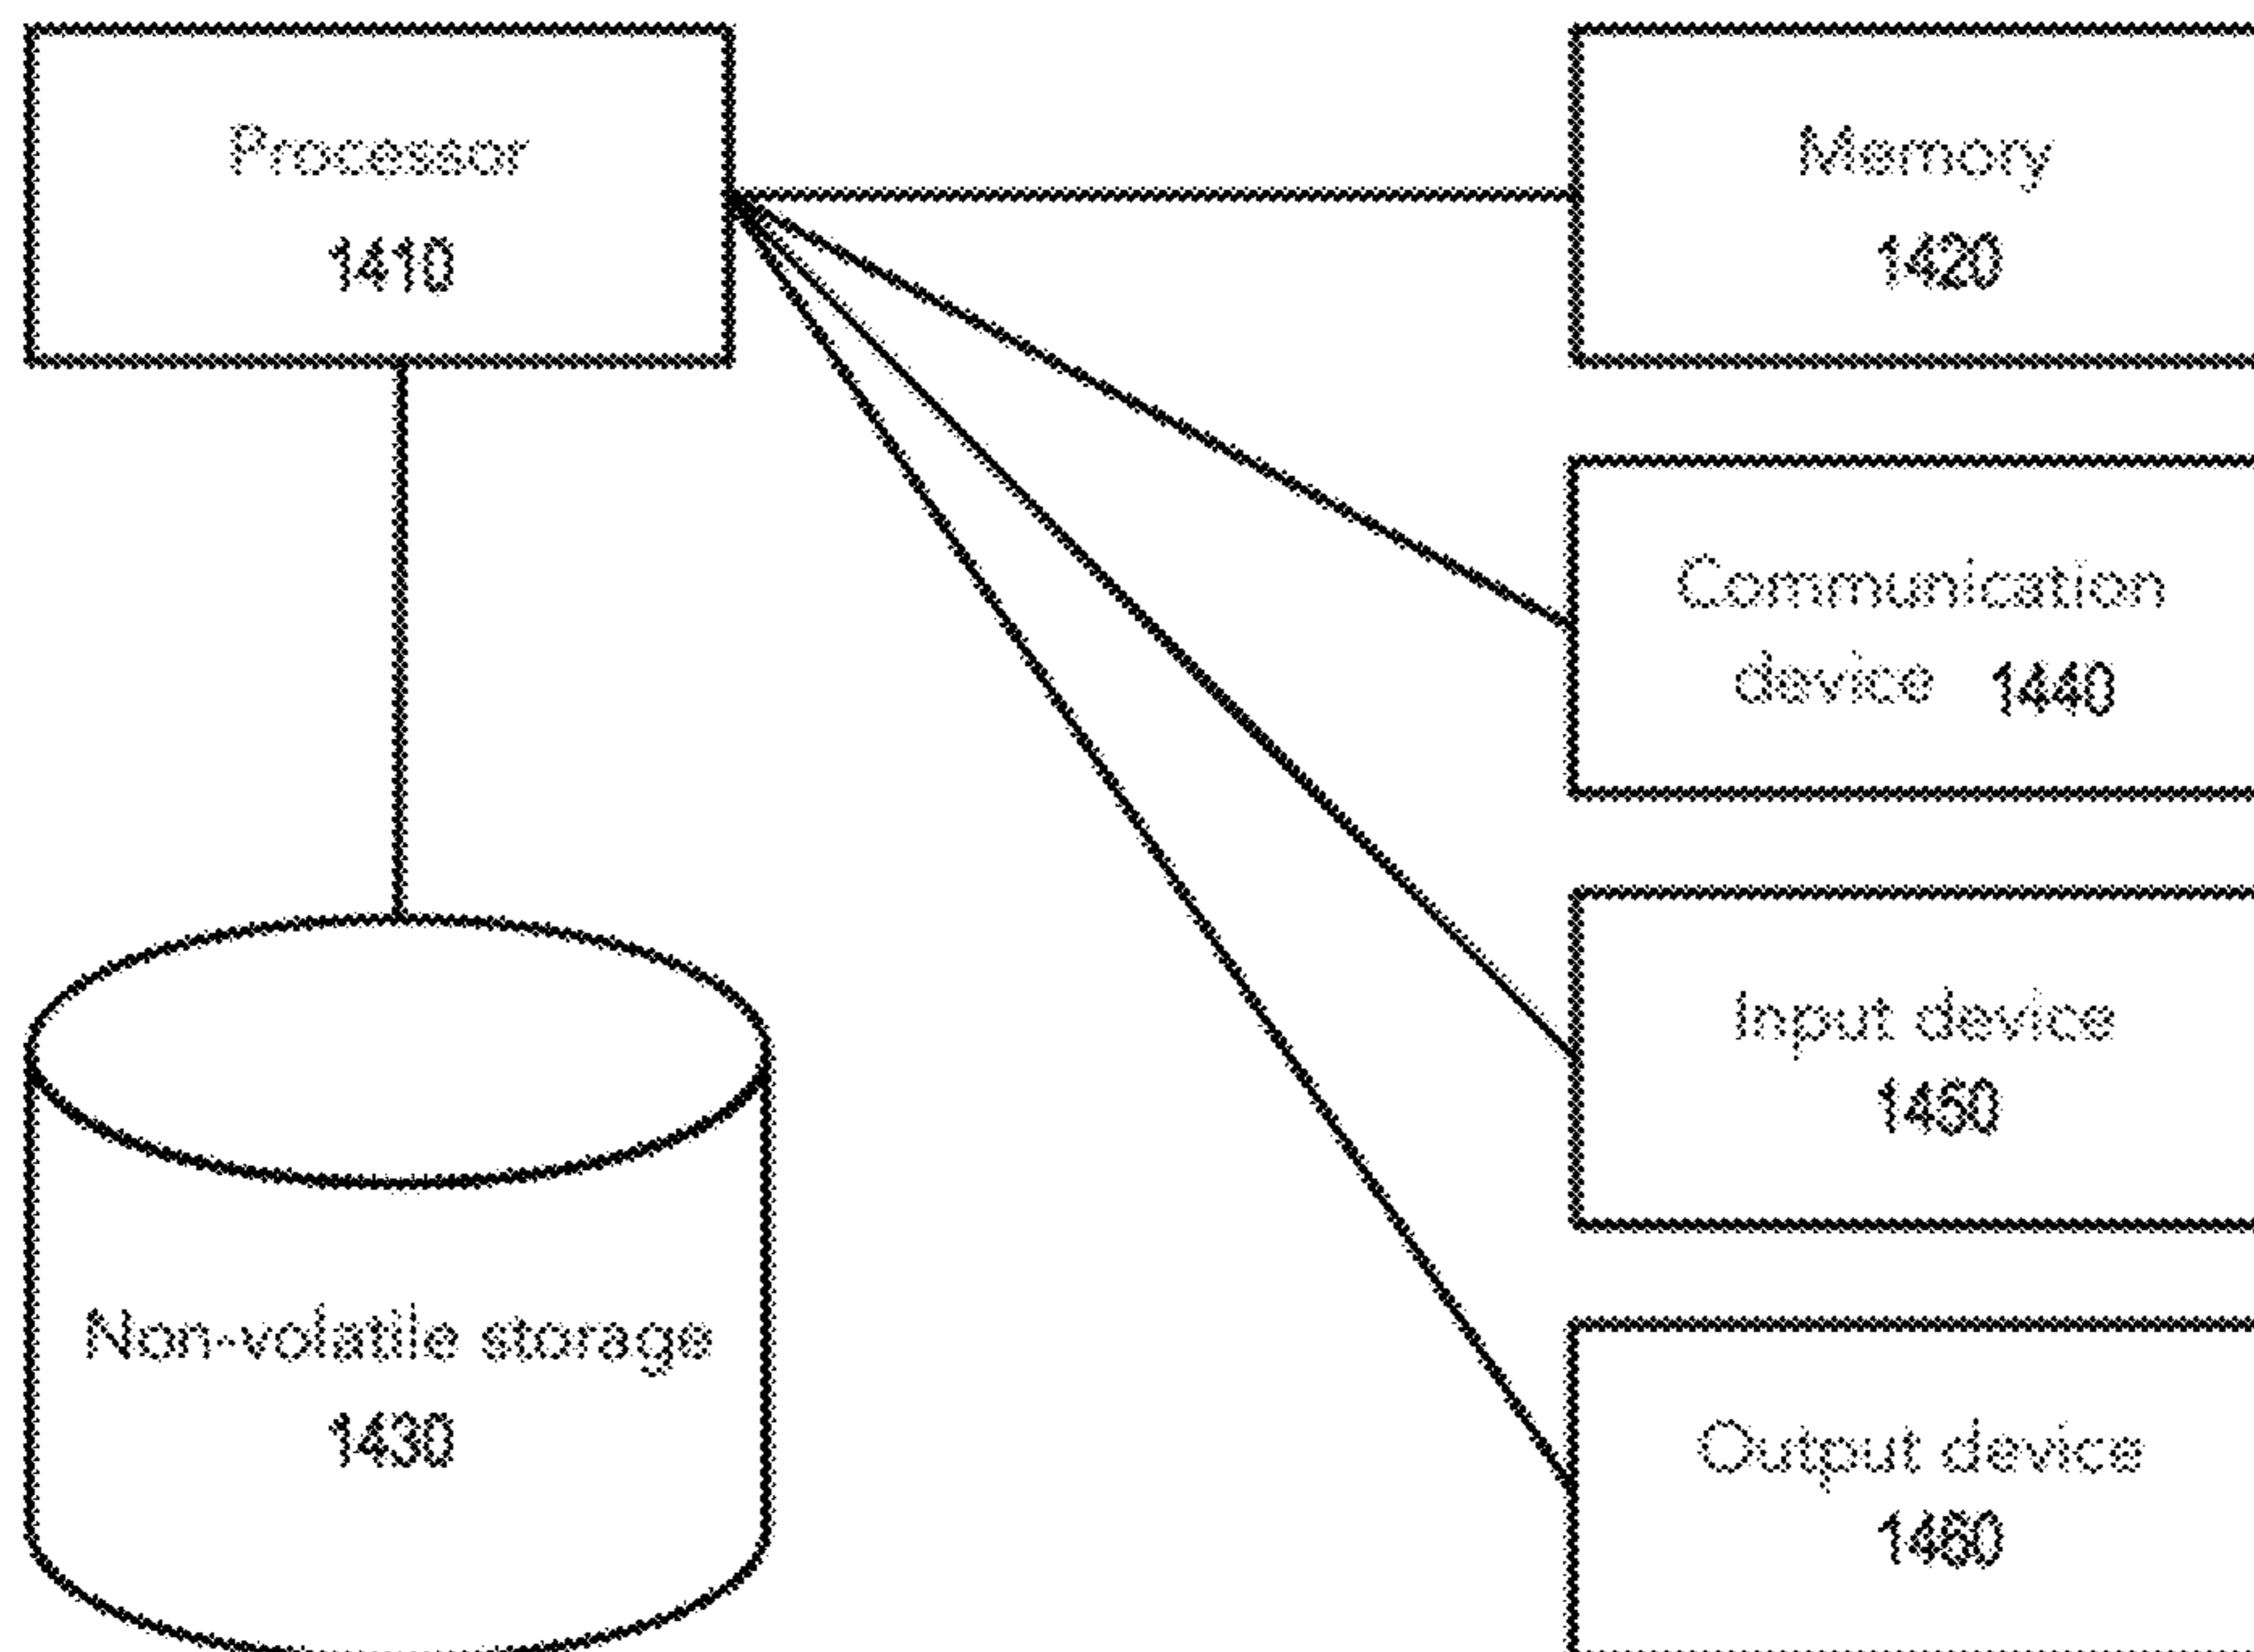 Processor
1410
Memory
1420
Communication
device 1440
Input device
1450
Non-volatile storage
1430
Output device
1460